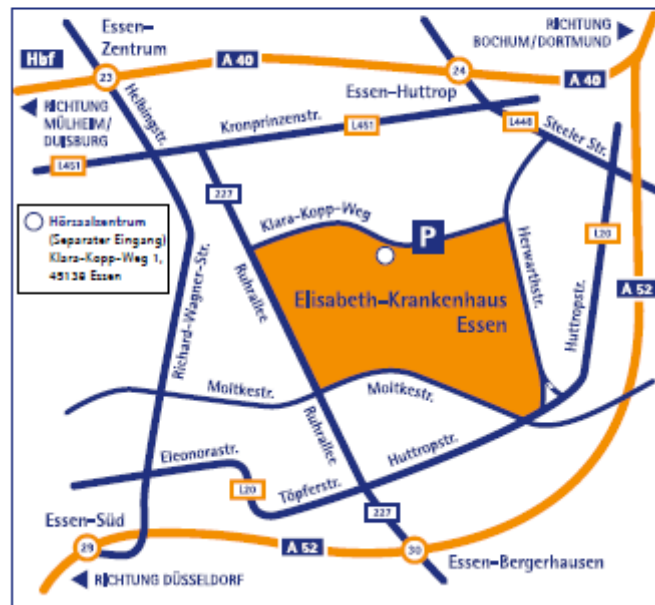 Essen-
Zentrum
RICHTUNG
BOCHUM/DORTMUND
Hbf
23
A 40
24
A 40
RICHTUNG
MÜLHEIM/
DUISBURG
Helbingstr.
Essen-Huttrop
Kronprinzenstr.
L451
L448
Steeler Str.
L451
227
Hörsaalzentrum
(Separater Eingang)
Klara-Kopp-Weg 1,
45138 Essen
Klara-Kopp-Weg
P
L20
Richard-Wagner-Str.
Ruhrallee
Elisabeth-Krankenhaus
Essen
Herwarthstr.
Huttropstr.
A 52
Moltkestr.
Moltkestr.
Ruhrallee
Eleonorastr.
Huttropstr.
L20
Töpferstr.
227
Essen-Süd
29
A 52
30
Essen-Bergerhausen
RICHTUNG DÜSSELDORF